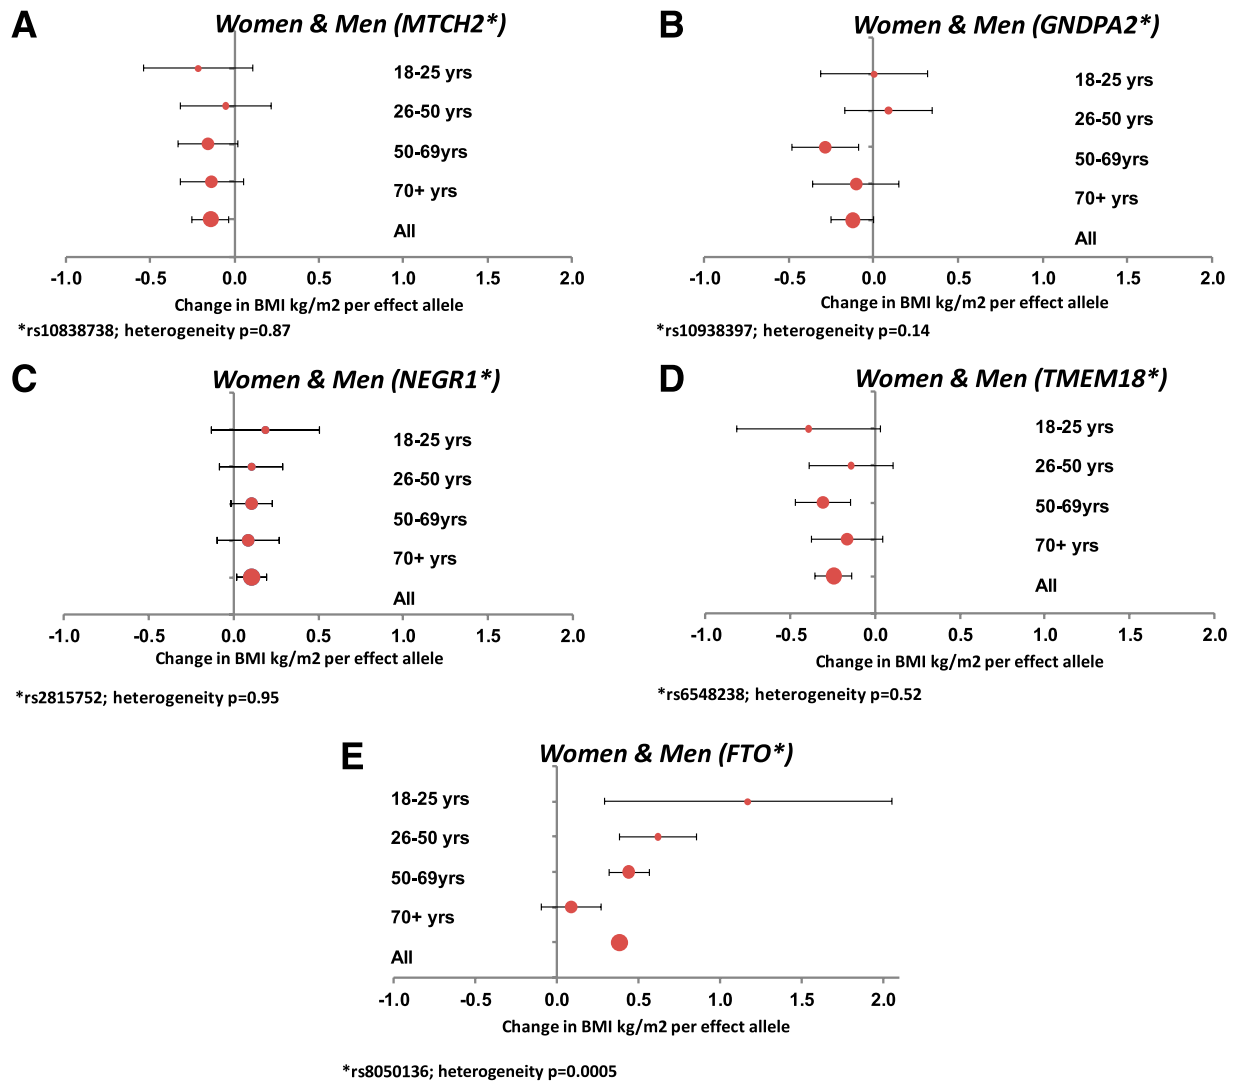 A
Women & Men (MTCH2*)
18-25 yrs
26-50 yrs
50-69yrs
70+ yrs
All
-1.0 -0.5 0.0 0.5 1.0 1.5 2.0
Change in BMI kg/m2 per effect allele
*rs10838738; heterogeneity p=0.87
B
Women & Men (GNDPA2*)
18-25 yrs
26-50 yrs
50-69yrs
70+ yrs
All
-1.0 -0.5 0.0 0.5 1.0 1.5 2.0
Change in BMI kg/m2 per effect allele
*rs10938397; heterogeneity p=0.14
C
Women & Men (NEGR1*)
18-25 yrs
26-50 yrs
50-69yrs
70+ yrs
All
-1.0 -0.5 0.0 0.5 1.0 1.5 2.0
Change in BMI kg/m2 per effect allele
*rs2815752; heterogeneity p=0.95
D
Women & Men (TMEM18*)
18-25 yrs
26-50 yrs
50-69yrs
70+ yrs
All
-1.0 -0.5 0.0 0.5 1.0 1.5 2.0
Change in BMI kg/m2 per effect allele
*rs6548238; heterogeneity p=0.52
E
Women & Men (FTO*)
18-25 yrs
26-50 yrs
50-69yrs
70+ yrs
All
-1.0 -0.5 0.0 0.5 1.0 1.5 2.0
Change in BMI kg/m2 per effect allele
*rs8050136; heterogeneity p=0.0005